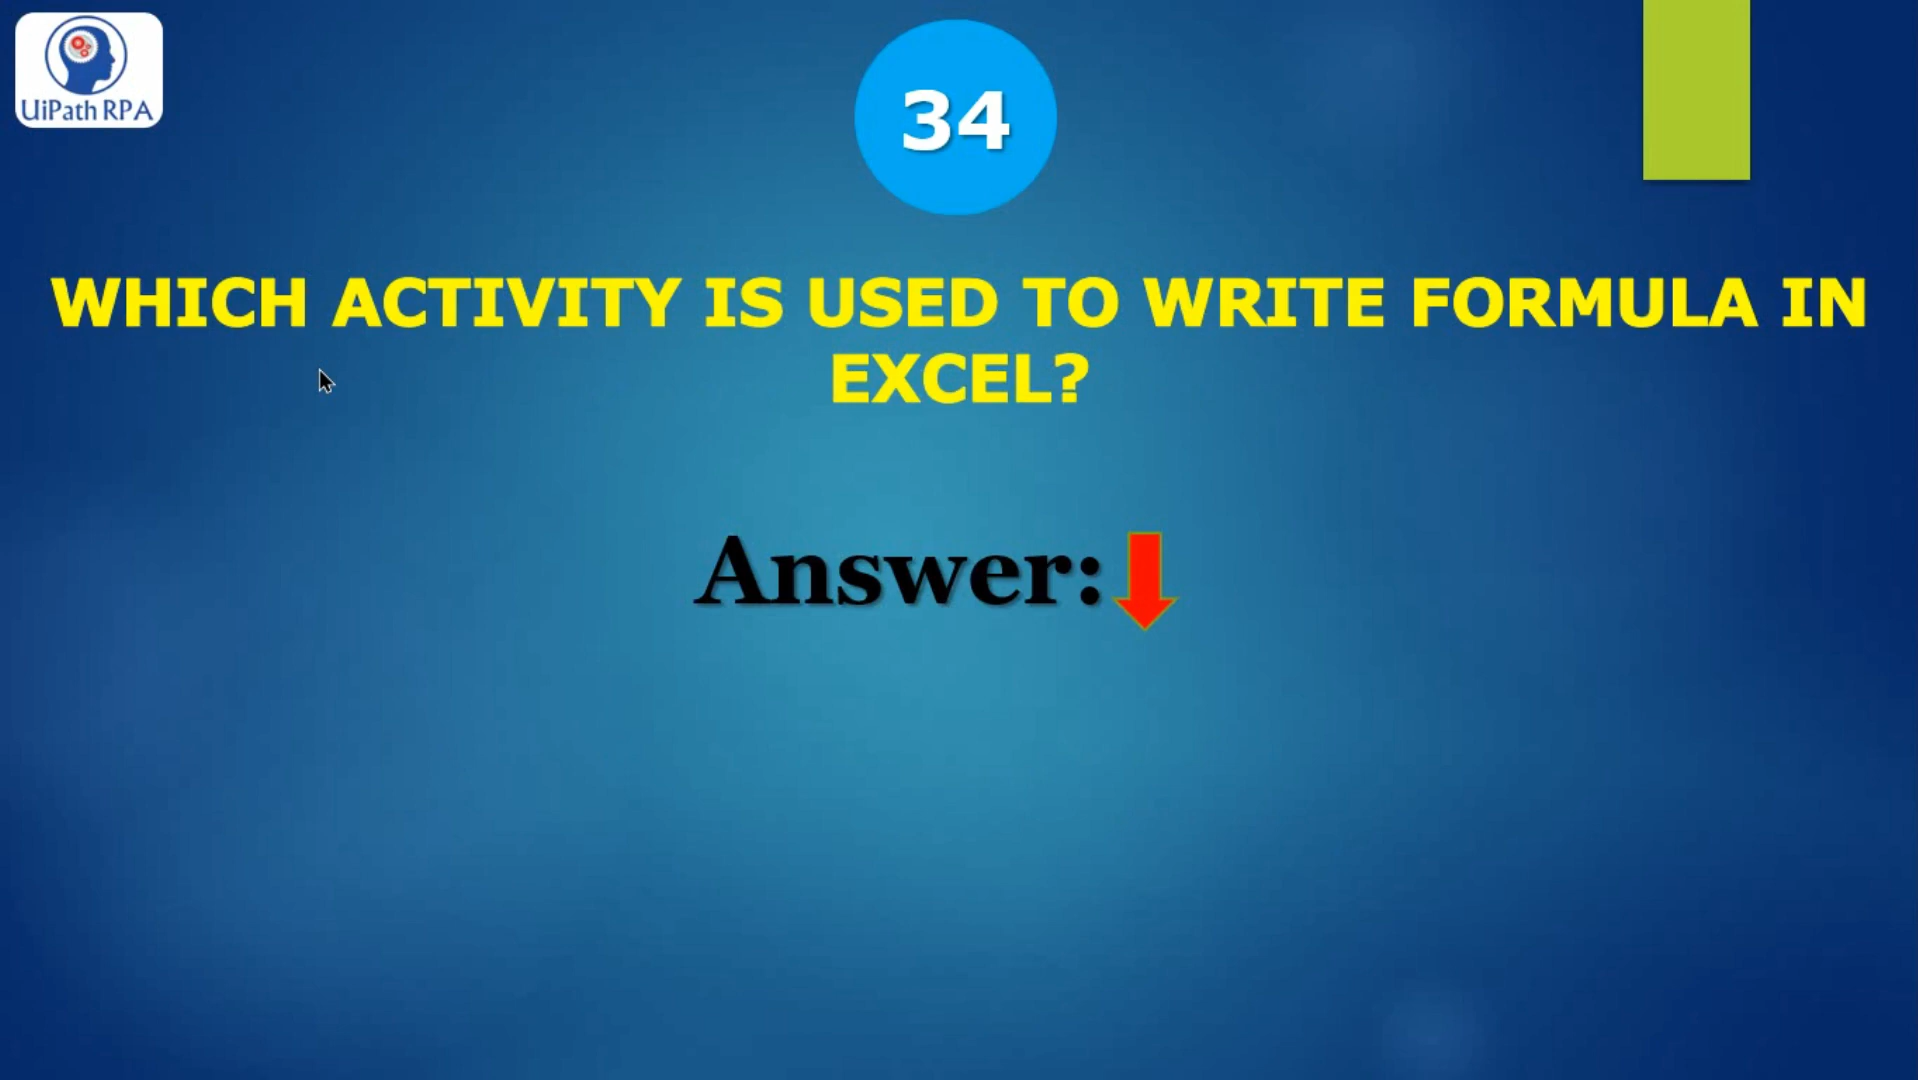 UiPath RPA
34
WHICH ACTIVITY IS USED TO WRITE FORMULA IN
EXCEL?
Answer: